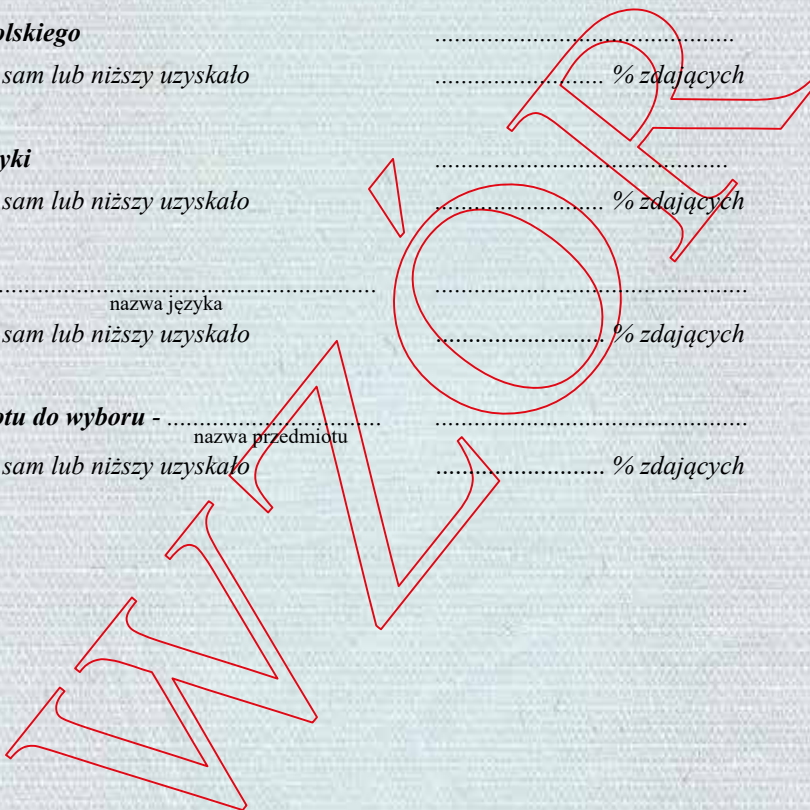 olskiego ..............................................
sam lub niższy uzyskało .......................... % zdających
yki .............................................
sam lub niższy uzyskało .......................... % zdających
.......................................................... ................................................
nazwa języka
sam lub niższy uzyskało .......................... % zdających
otu do wyboru - ................................. ................................................
nazwa przedmiotu
sam lub niższy uzyskało .......................... % zdających
WZÓR